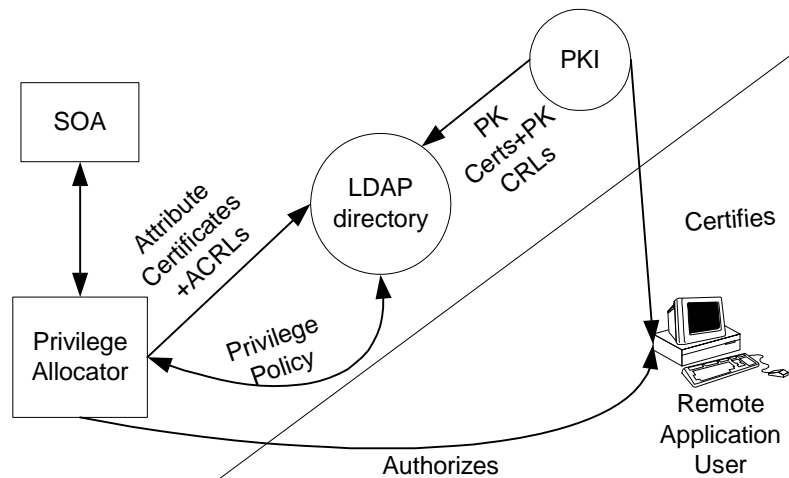 PKI
SOA
PK
Certs+PK
CRLs
LDAP
directory
Attribute
Certificates
+ACRLs
Certifies
Privilege
Policy
Privilege
Allocator
Remote
Application
User
Authorizes